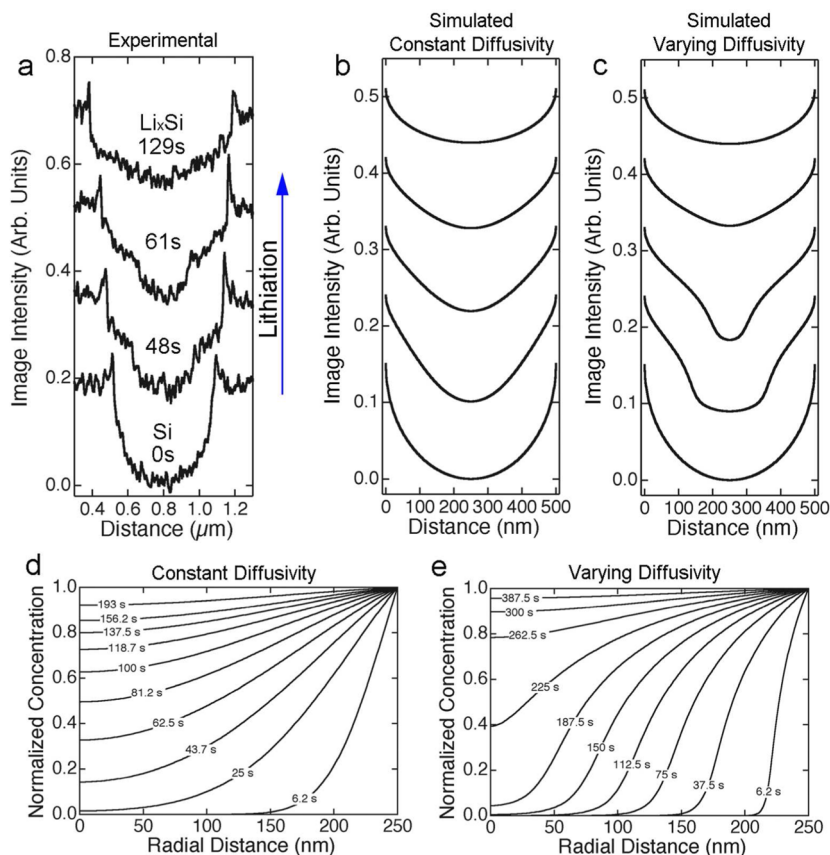 Experimental
a
Image Intensity (Arb. Units)
0.8
0.6
0.4
0.2
0.0
LiₓSi
129s
61s
48s
Si
0s
Lithiation
0.4
0.6
0.8
1.0
1.2
Distance (µm)
Simulated
Constant Diffusivity
b
Image Intensity (Arb. Units)
0.5
0.4
0.3
0.2
0.1
0.0
0
100
200
300
400
500
Distance (nm)
Simulated
Varying Diffusivity
c
Image Intensity (Arb. Units)
0.5
0.4
0.3
0.2
0.1
0.0
0
100
200
300
400
500
Distance (nm)
d
Constant Diffusivity
Normalized Concentration
1.0
0.8
0.6
0.4
0.2
0.0
193 s
156.2 s
137.5 s
118.7 s
100 s
81.2 s
62.5 s
43.7 s
25 s
6.2 s
0
50
100
150
200
250
Radial Distance (nm)
e
Varying Diffusivity
Normalized Concentration
1.0
0.8
0.6
0.4
0.2
0.0
387.5 s
300 s
262.5 s
225 s
187.5 s
150 s
112.5 s
75 s
37.5 s
6.2 s
0
50
100
150
200
250
Radial Distance (nm)